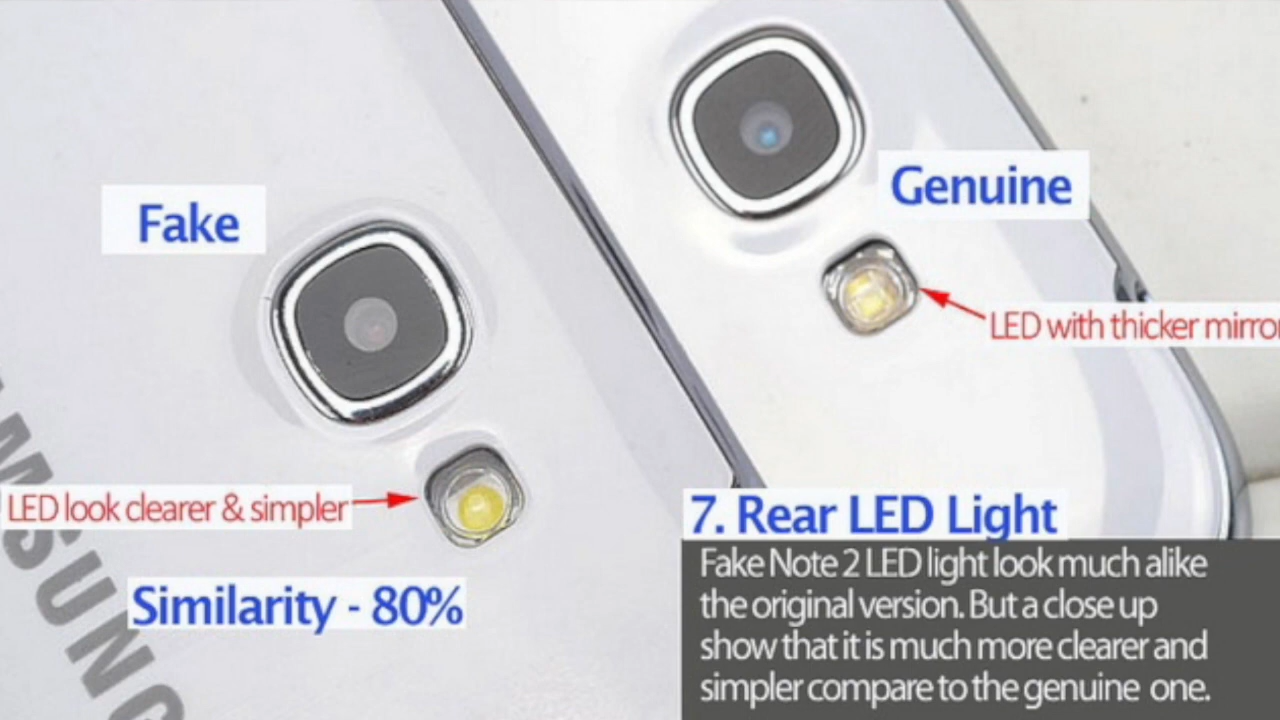 Fake
Genuine
LED with thicker mirror
LED look clearer & simpler
7. Rear LED Light
Similarity - 80%
Fake Note 2 LED light look much alike
the original version. But a close up
show that it is much more clearer and
simpler compare to the genuine one.
AMSUNG